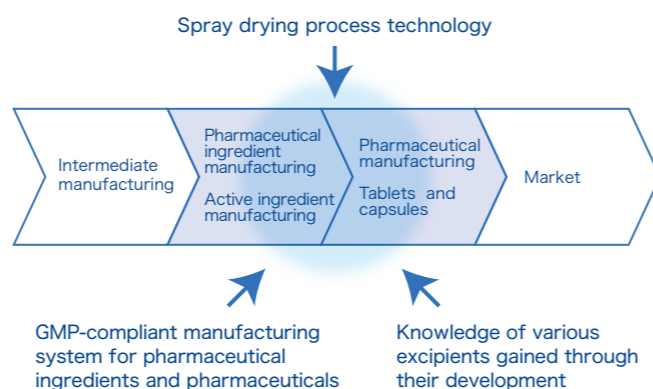 Spray drying process technology
Intermediate
manufacturing
Pharmaceutical
ingredient
manufacturing
Active ingredient
manufacturing
Pharmaceutical
manufacturing
Tablets and
capsules
Market
GMP-compliant manufacturing
system for pharmaceutical
ingredients and pharmaceuticals
Knowledge of various
excipients gained through
their development